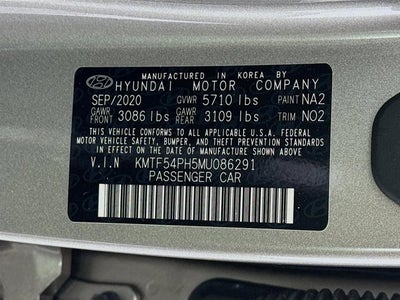 MANUFACTURED IN KOREA BY
HYUNDAI MOTOR COMPANY
SEP/2020 GVWR 5710 lbs PAINT NA2
GAWR FRONT 3086 lbs GAWR REAR 3109 lbs TRIM NO2
THIS VEHICLE CONFORMS TO ALL APPLICABLE U.S. FEDERAL
MOTOR VEHICLE SAFETY, BUMPER, AND THEFT PREVENTION STANDARDS
IN EFFECT ON THE DATE OF MANUFACTURE SHOWN ABOVE.
V.I.N KMTF54PH5MU086291
PASSENGER CAR